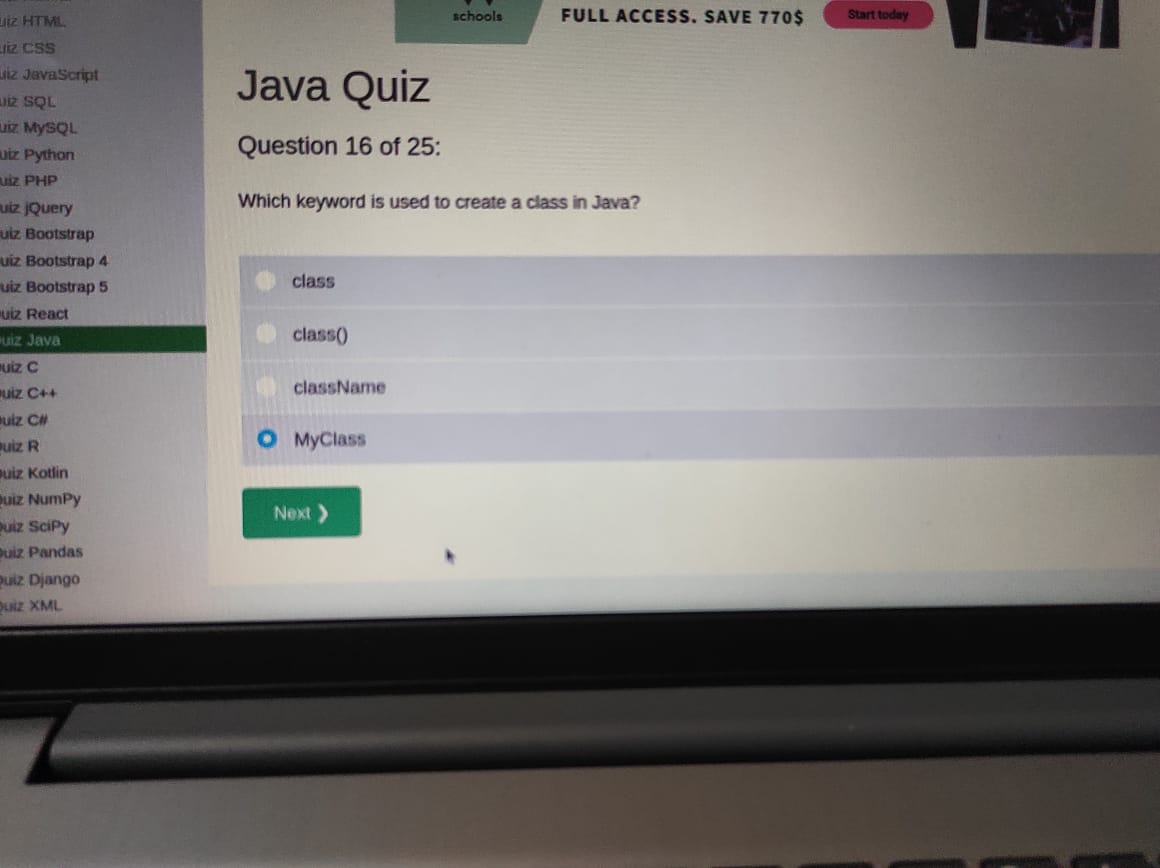 schools
FULL ACCESS. SAVE 770$
Start today
uiz HTML
uiz CSS
uiz JavaScript
uiz SQL
uiz MySQL
uiz Python
uiz PHP
uiz jQuery
uiz Bootstrap
uiz Bootstrap 4
uiz Bootstrap 5
uiz React
uiz Java
uiz C
uiz C++
uiz C#
uiz R
uiz Kotlin
uiz NumPy
uiz SciPy
uiz Pandas
uiz Django
uiz XML
Java Quiz
Question 16 of 25:
Which keyword is used to create a class in Java?
class
class()
className
MyClass
Next ❯